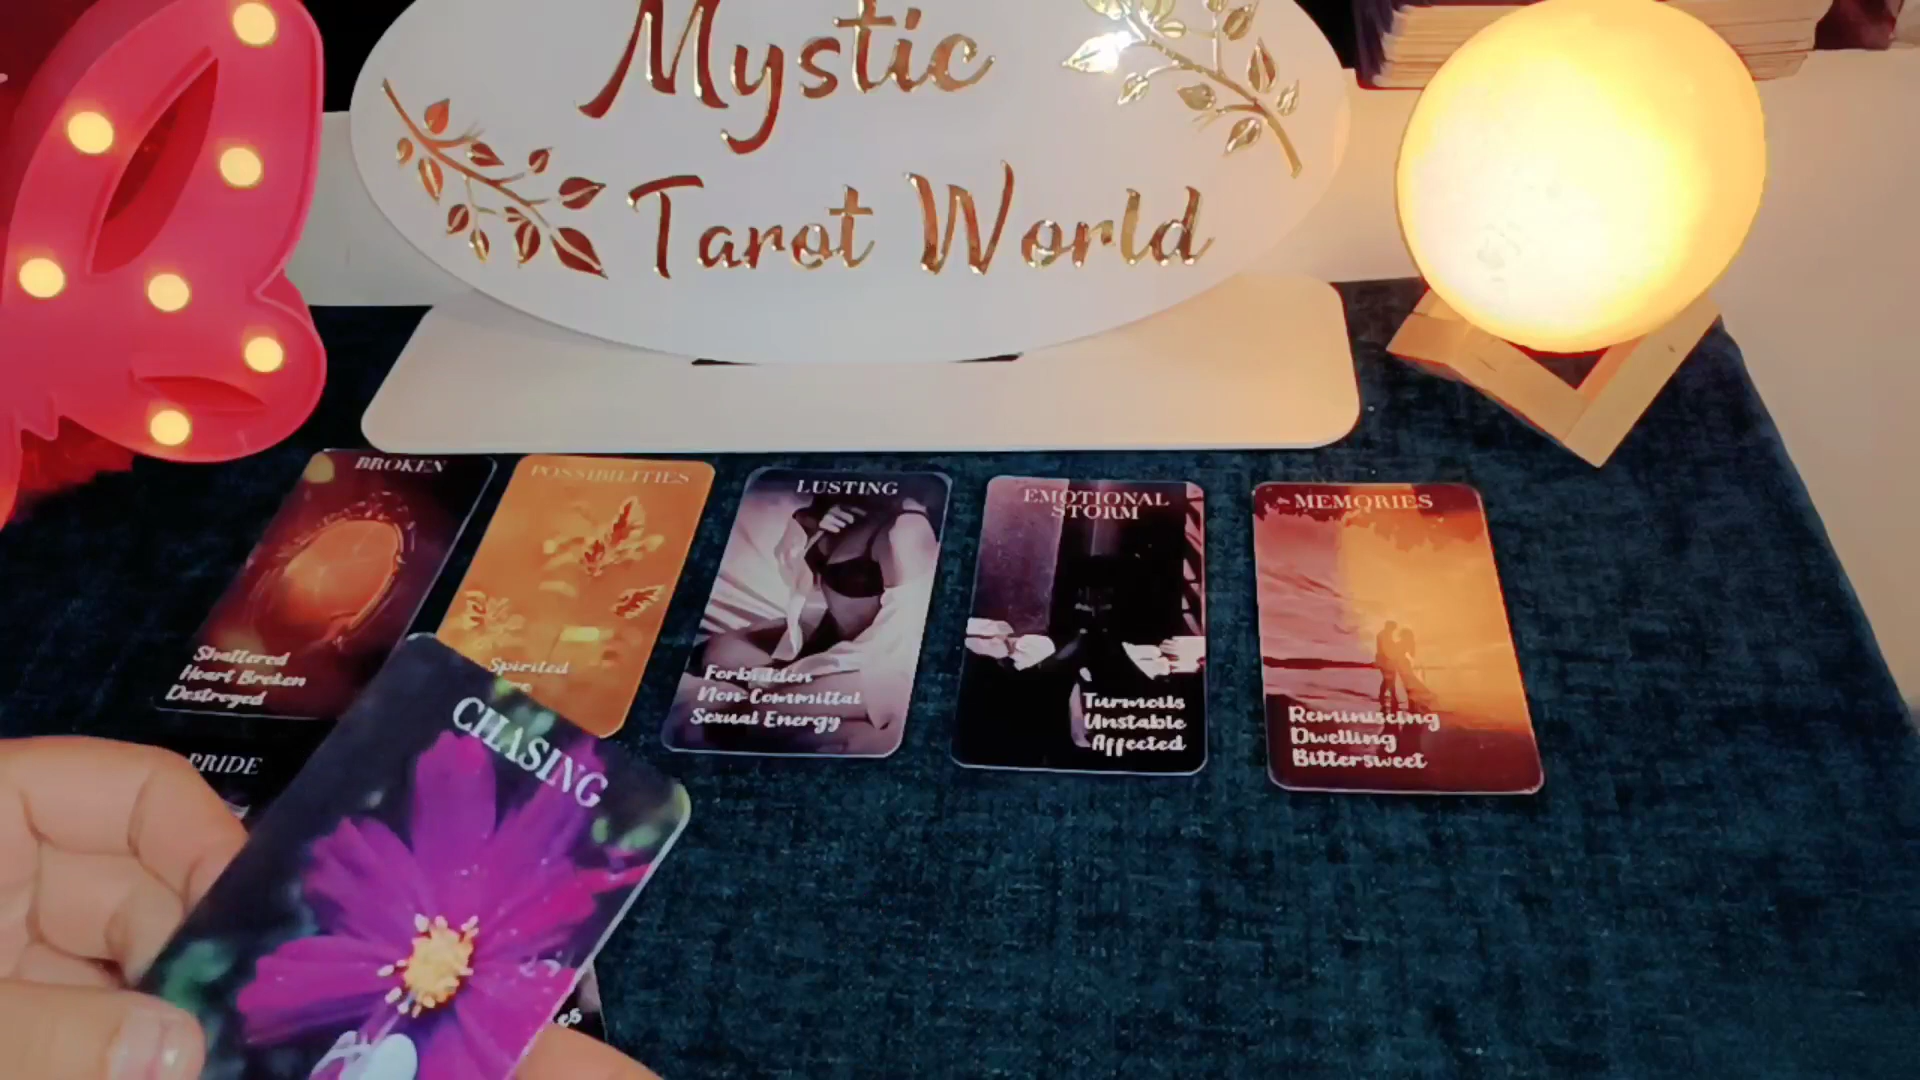 Mystic
Tarot World
BROKEN
Shattered
Heart Broken
Destroyed
POSSIBILITIES
Spirited
LUSTING
Forbidden
Non-Committal
Sexual Energy
EMOTIONAL
STORM
Turmoils
Unstable
Affected
MEMORIES
Reminiscing
Dwelling
Bittersweet
PRIDE
CHASING